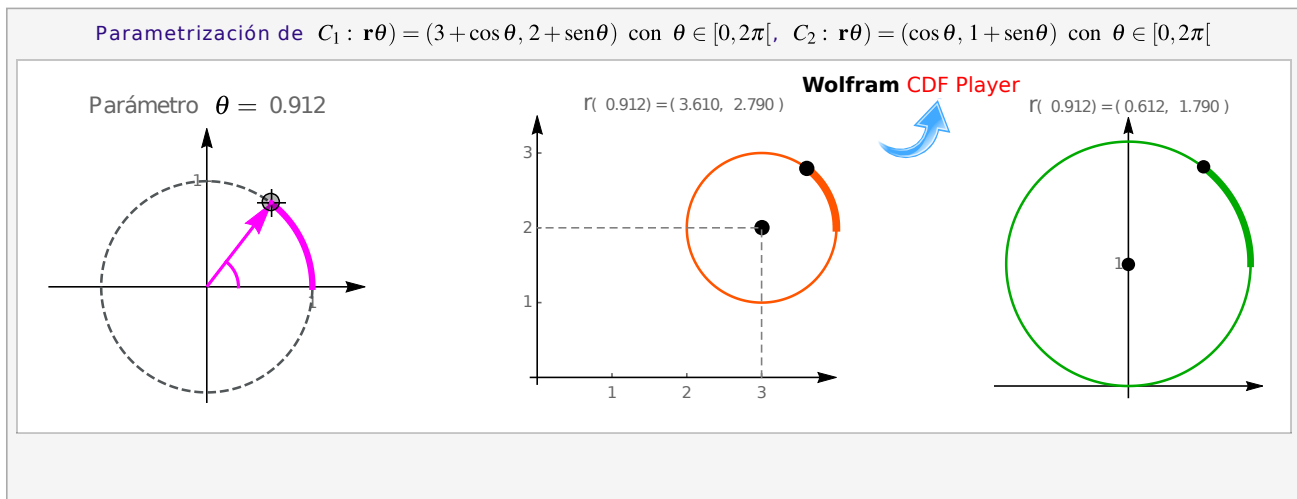 Parametrización de C₁ : rθ) = (3 + cos θ, 2 + senθ) con θ ∈ [0, 2π[, C₂ : rθ) = (cos θ, 1 + senθ) con θ ∈ [0, 2π[
Wolfram CDF Player
Parámetro θ = 0.912
r( 0.912) = ( 3.610, 2.790 )
r( 0.912) = ( 0.612, 1.790 )
1
1
3
2
1
1 2 3
1